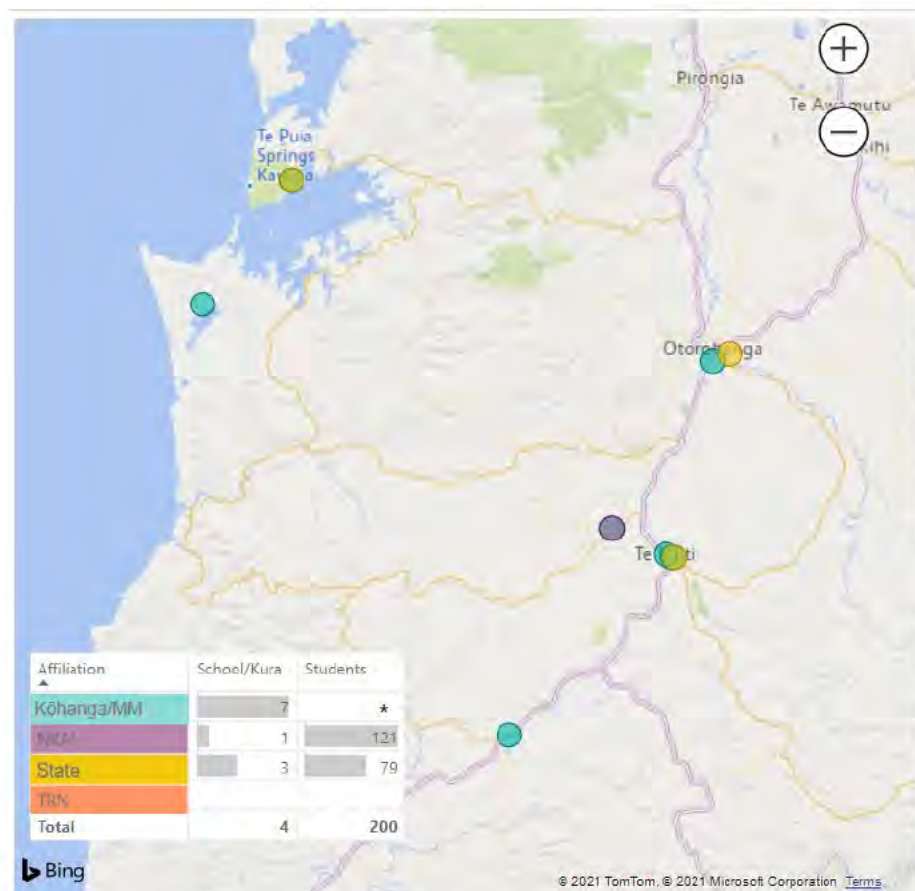 +
Pirongia
Te Awamutu
−
Te Puia
Springs
Otorohanga
Affiliation
School/Kura
Students
Kōhanga/MM
7
*
1
121
State
3
79
TRN
Total
4
200
Bing
© 2021 TomTom, © 2021 Microsoft Corporation Terms